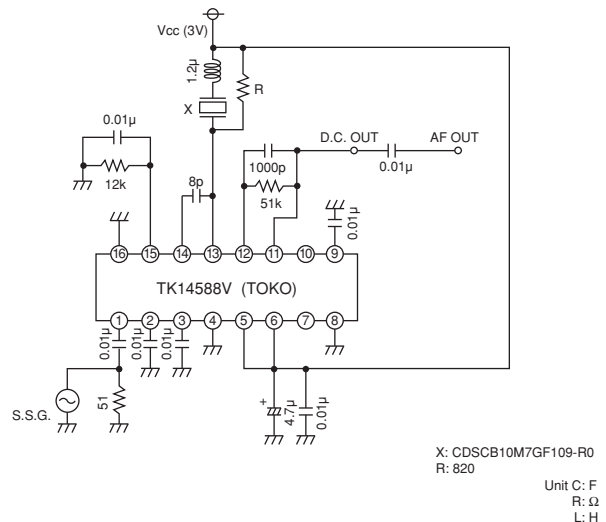 Vcc (3V)
1.2μ
R
X
0.01μ
12k
8p
1000p
51k
D.C. OUT
AF OUT
0.01μ
0.01μ
16 15 14 13 12 11 10 9
TK14588V (TOKO)
1 2 3 4 5 6 7 8
0.01μ
0.01μ
0.01μ
S.S.G.
51
+
4.7μ
0.01μ
X: CDSCB10M7GF109-R0
R: 820
Unit C: F
R: Ω
L: H